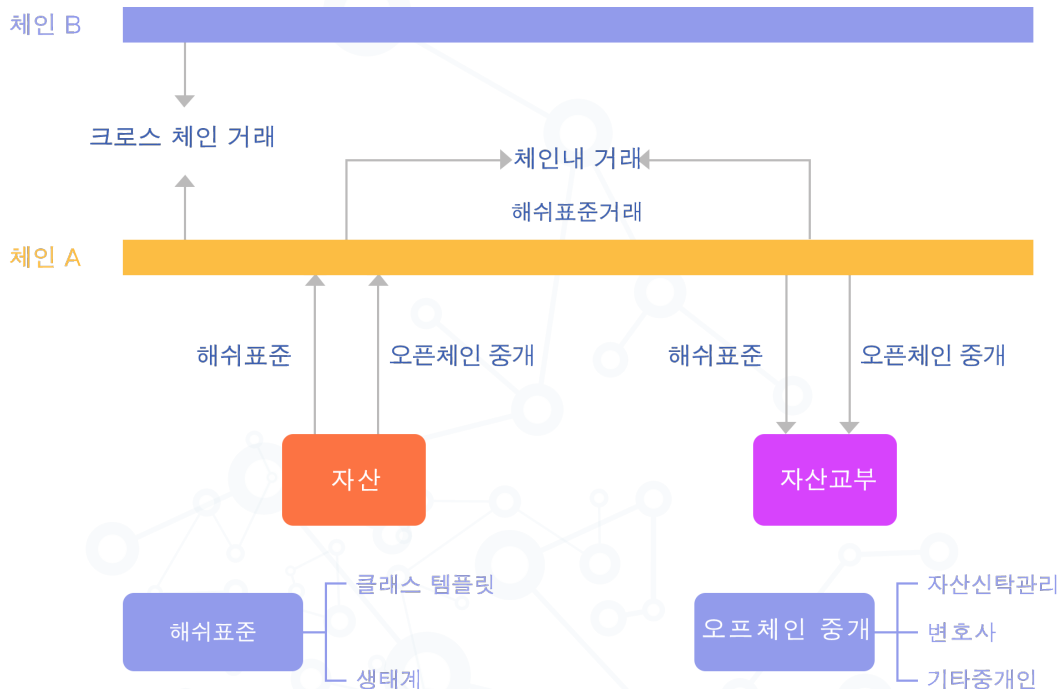 체인 B
크로스 체인 거래
체인내 거래
해쉬표준거래
체인 A
해쉬표준
오픈체인 중개
해쉬표준
오픈체인 중개
자산
자산교부
클래스 템플릿
해쉬표준
생태계
자산신탁관리
오프체인 중개
변호사
기타중개인